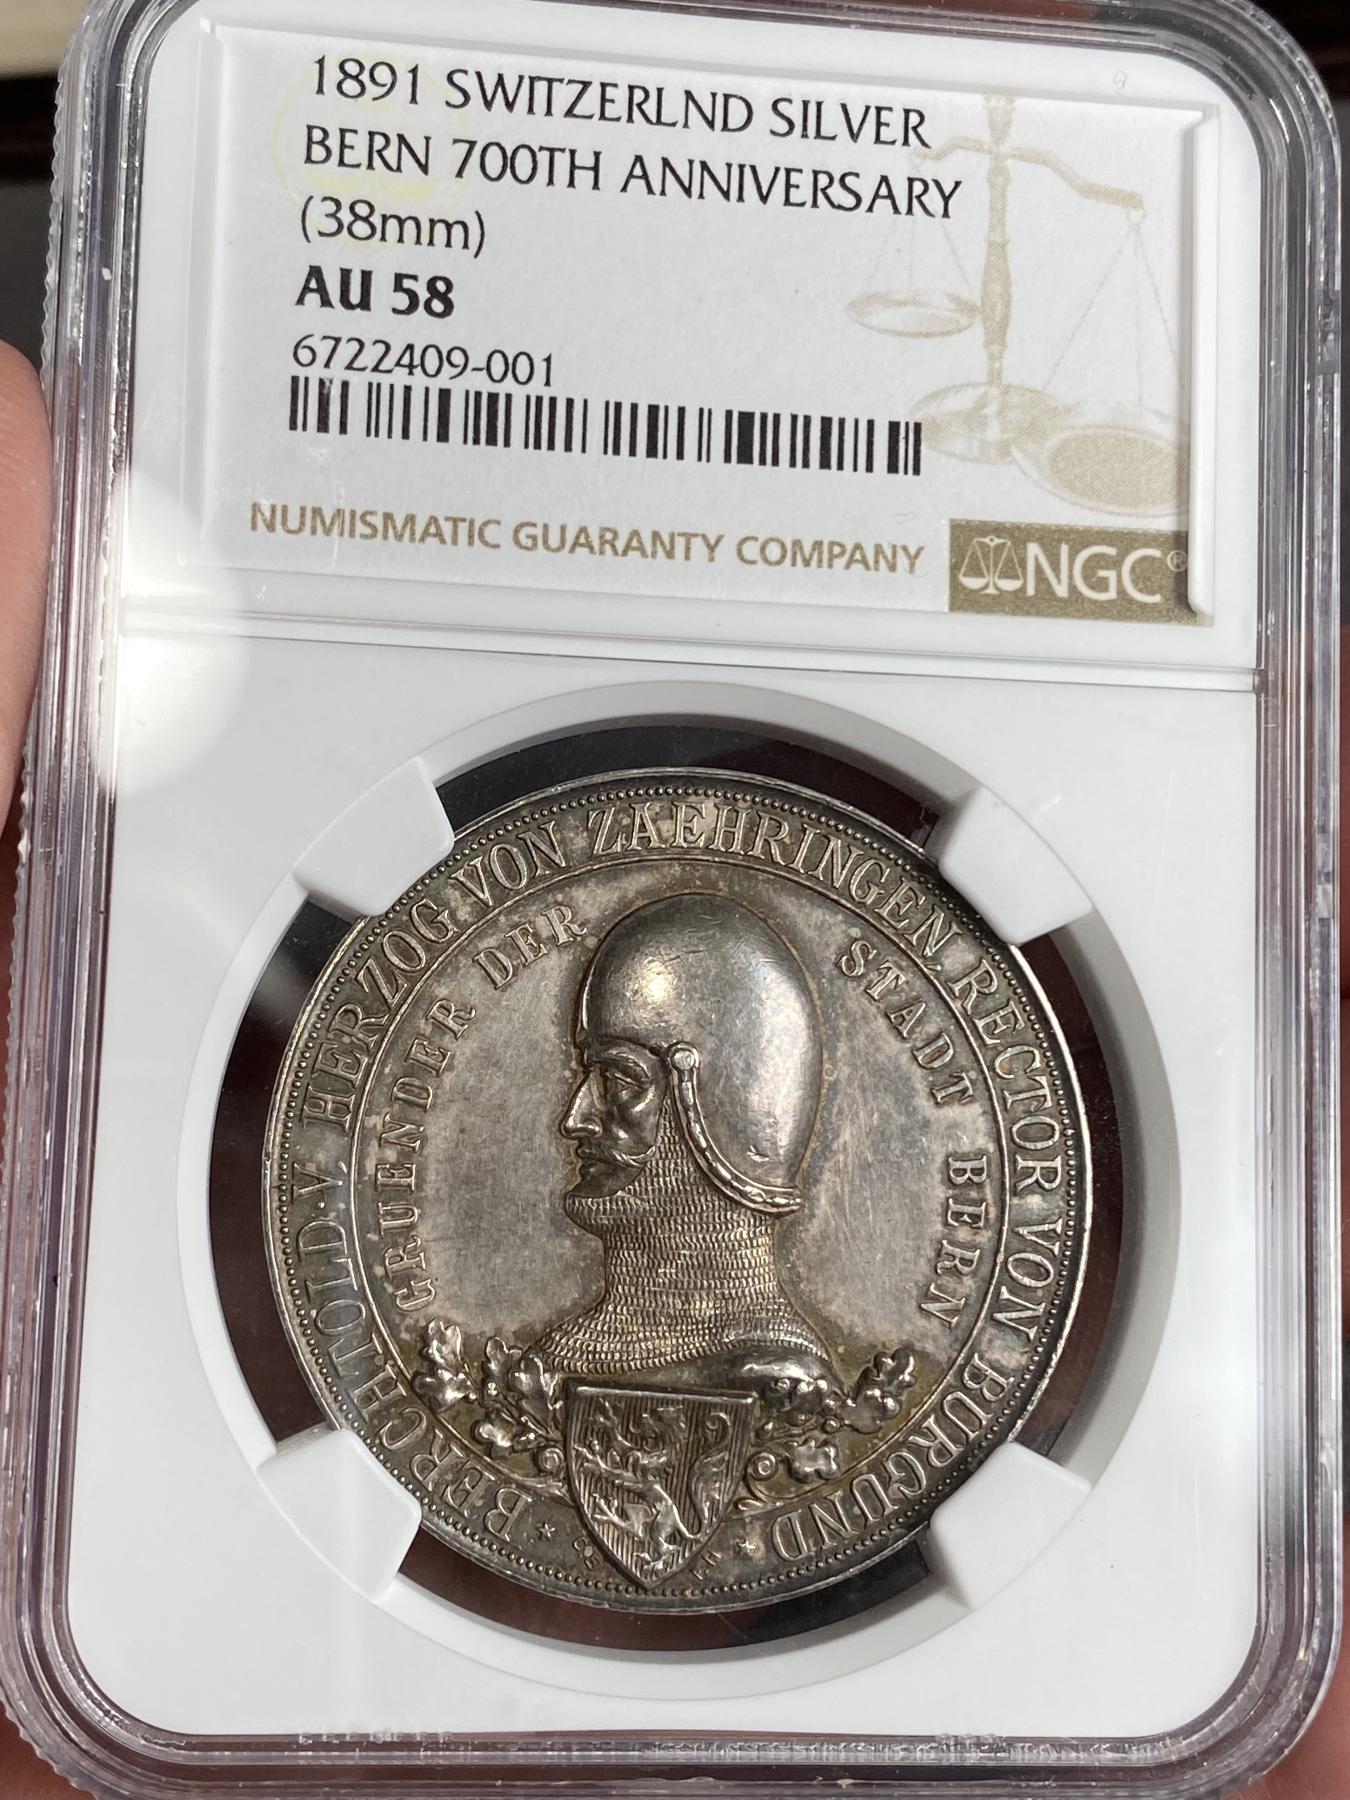 1891 SWITZERLND SILVER
BERN 700TH ANNIVERSARY
(38mm)
AU 58
6722409-001
NUMISMATIC GUARANTY COMPANY
NGC®
BERCHTOLD·V HERZOG VON ZAEHRINGEN, RECTOR VON BURGUND
GRUENDER DER STADT BERN